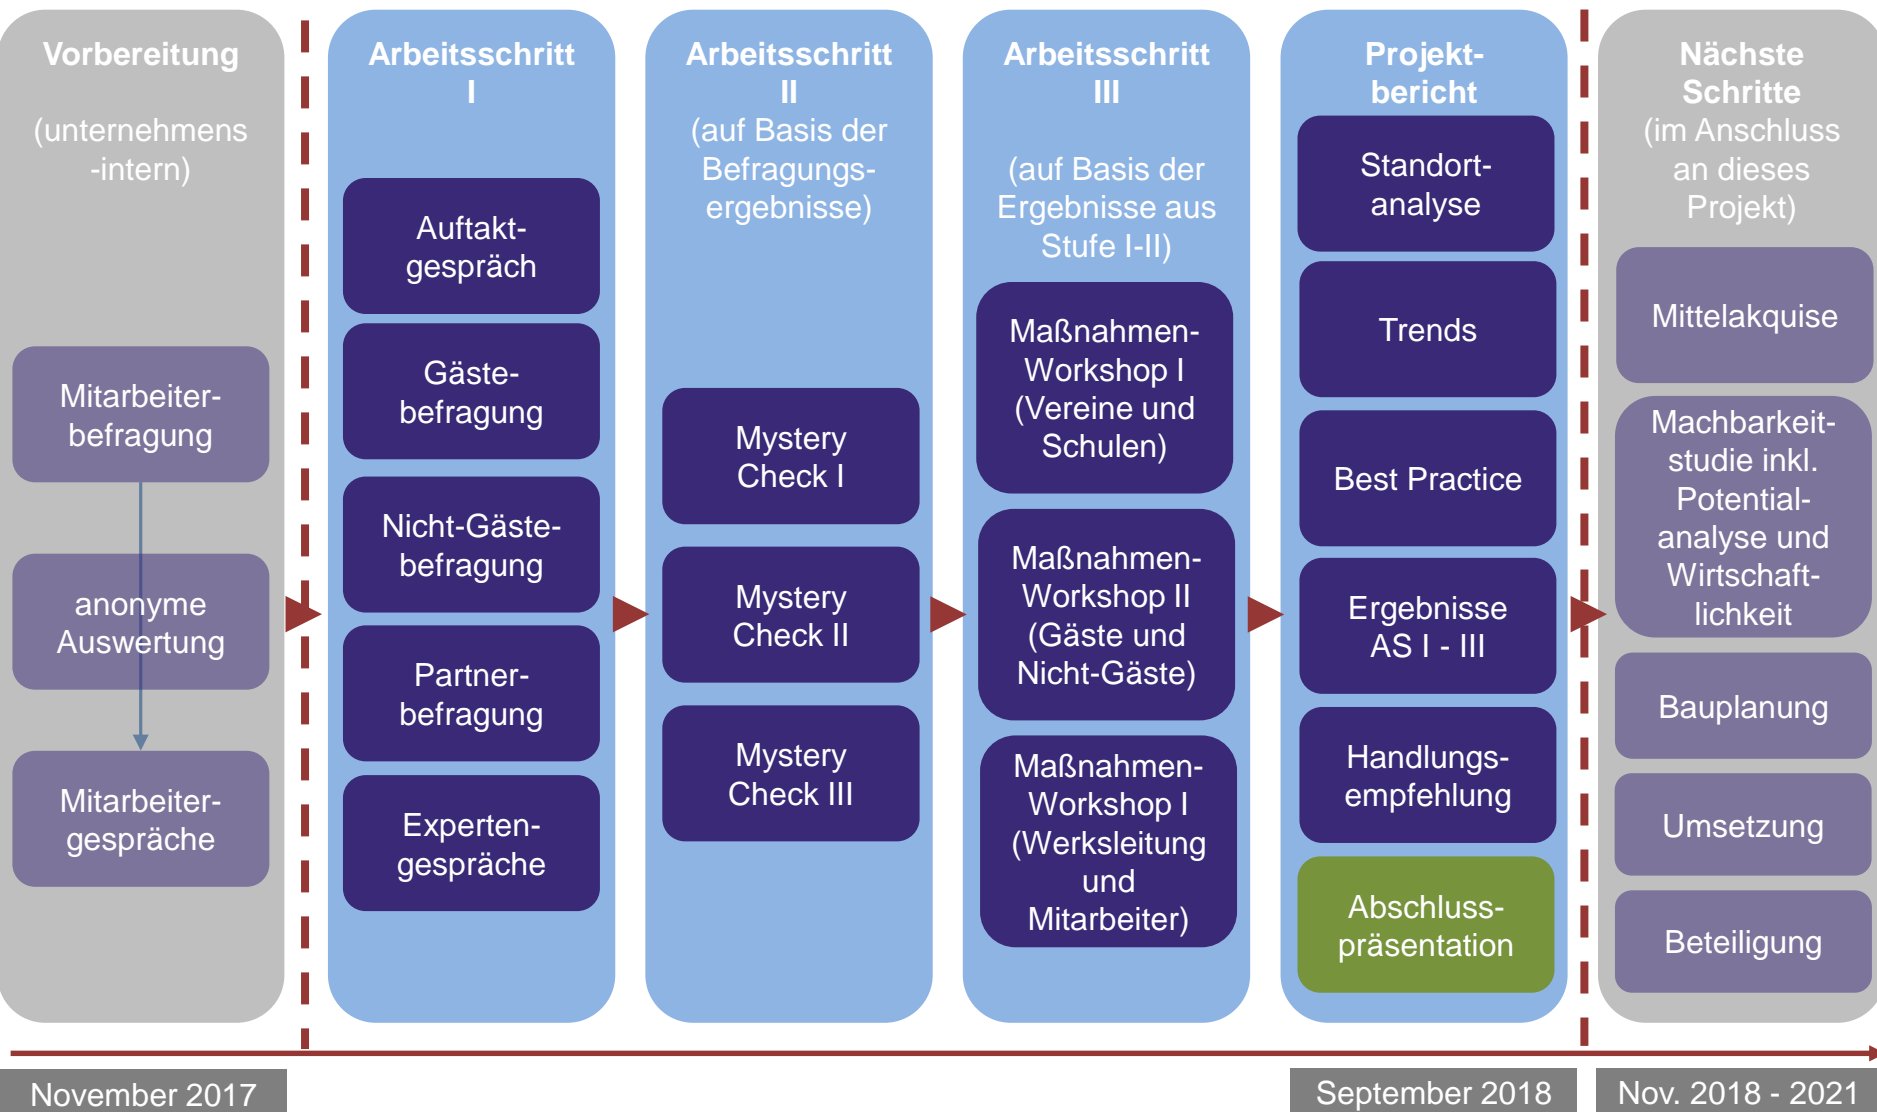 Vorbereitung
(unternehmens
-intern)
Mitarbeiter-
befragung
anonyme
Auswertung
Mitarbeiter-
gespräche
Arbeitsschritt
I
Auftakt-
gespräch
Gäste-
befragung
Nicht-Gäste-
befragung
Partner-
befragung
Experten-
gespräche
Arbeitsschritt
II
(auf Basis der
Befragungs-
ergebnisse)
Mystery
Check I
Mystery
Check II
Mystery
Check III
Arbeitsschritt
III
(auf Basis der
Ergebnisse aus
Stufe I-II)
Maßnahmen-
Workshop I
(Vereine und
Schulen)
Maßnahmen-
Workshop II
(Gäste und
Nicht-Gäste)
Maßnahmen-
Workshop I
(Werksleitung
und
Mitarbeiter)
Projekt-
bericht
Standort-
analyse
Trends
Best Practice
Ergebnisse
AS I - III
Handlungs-
empfehlung
Abschluss-
präsentation
Nächste
Schritte
(im Anschluss
an dieses
Projekt)
Mittelakquise
Machbarkeit-
studie inkl.
Potential-
analyse und
Wirtschaft-
lichkeit
Bauplanung
Umsetzung
Beteiligung
November 2017
September 2018
Nov. 2018 - 2021